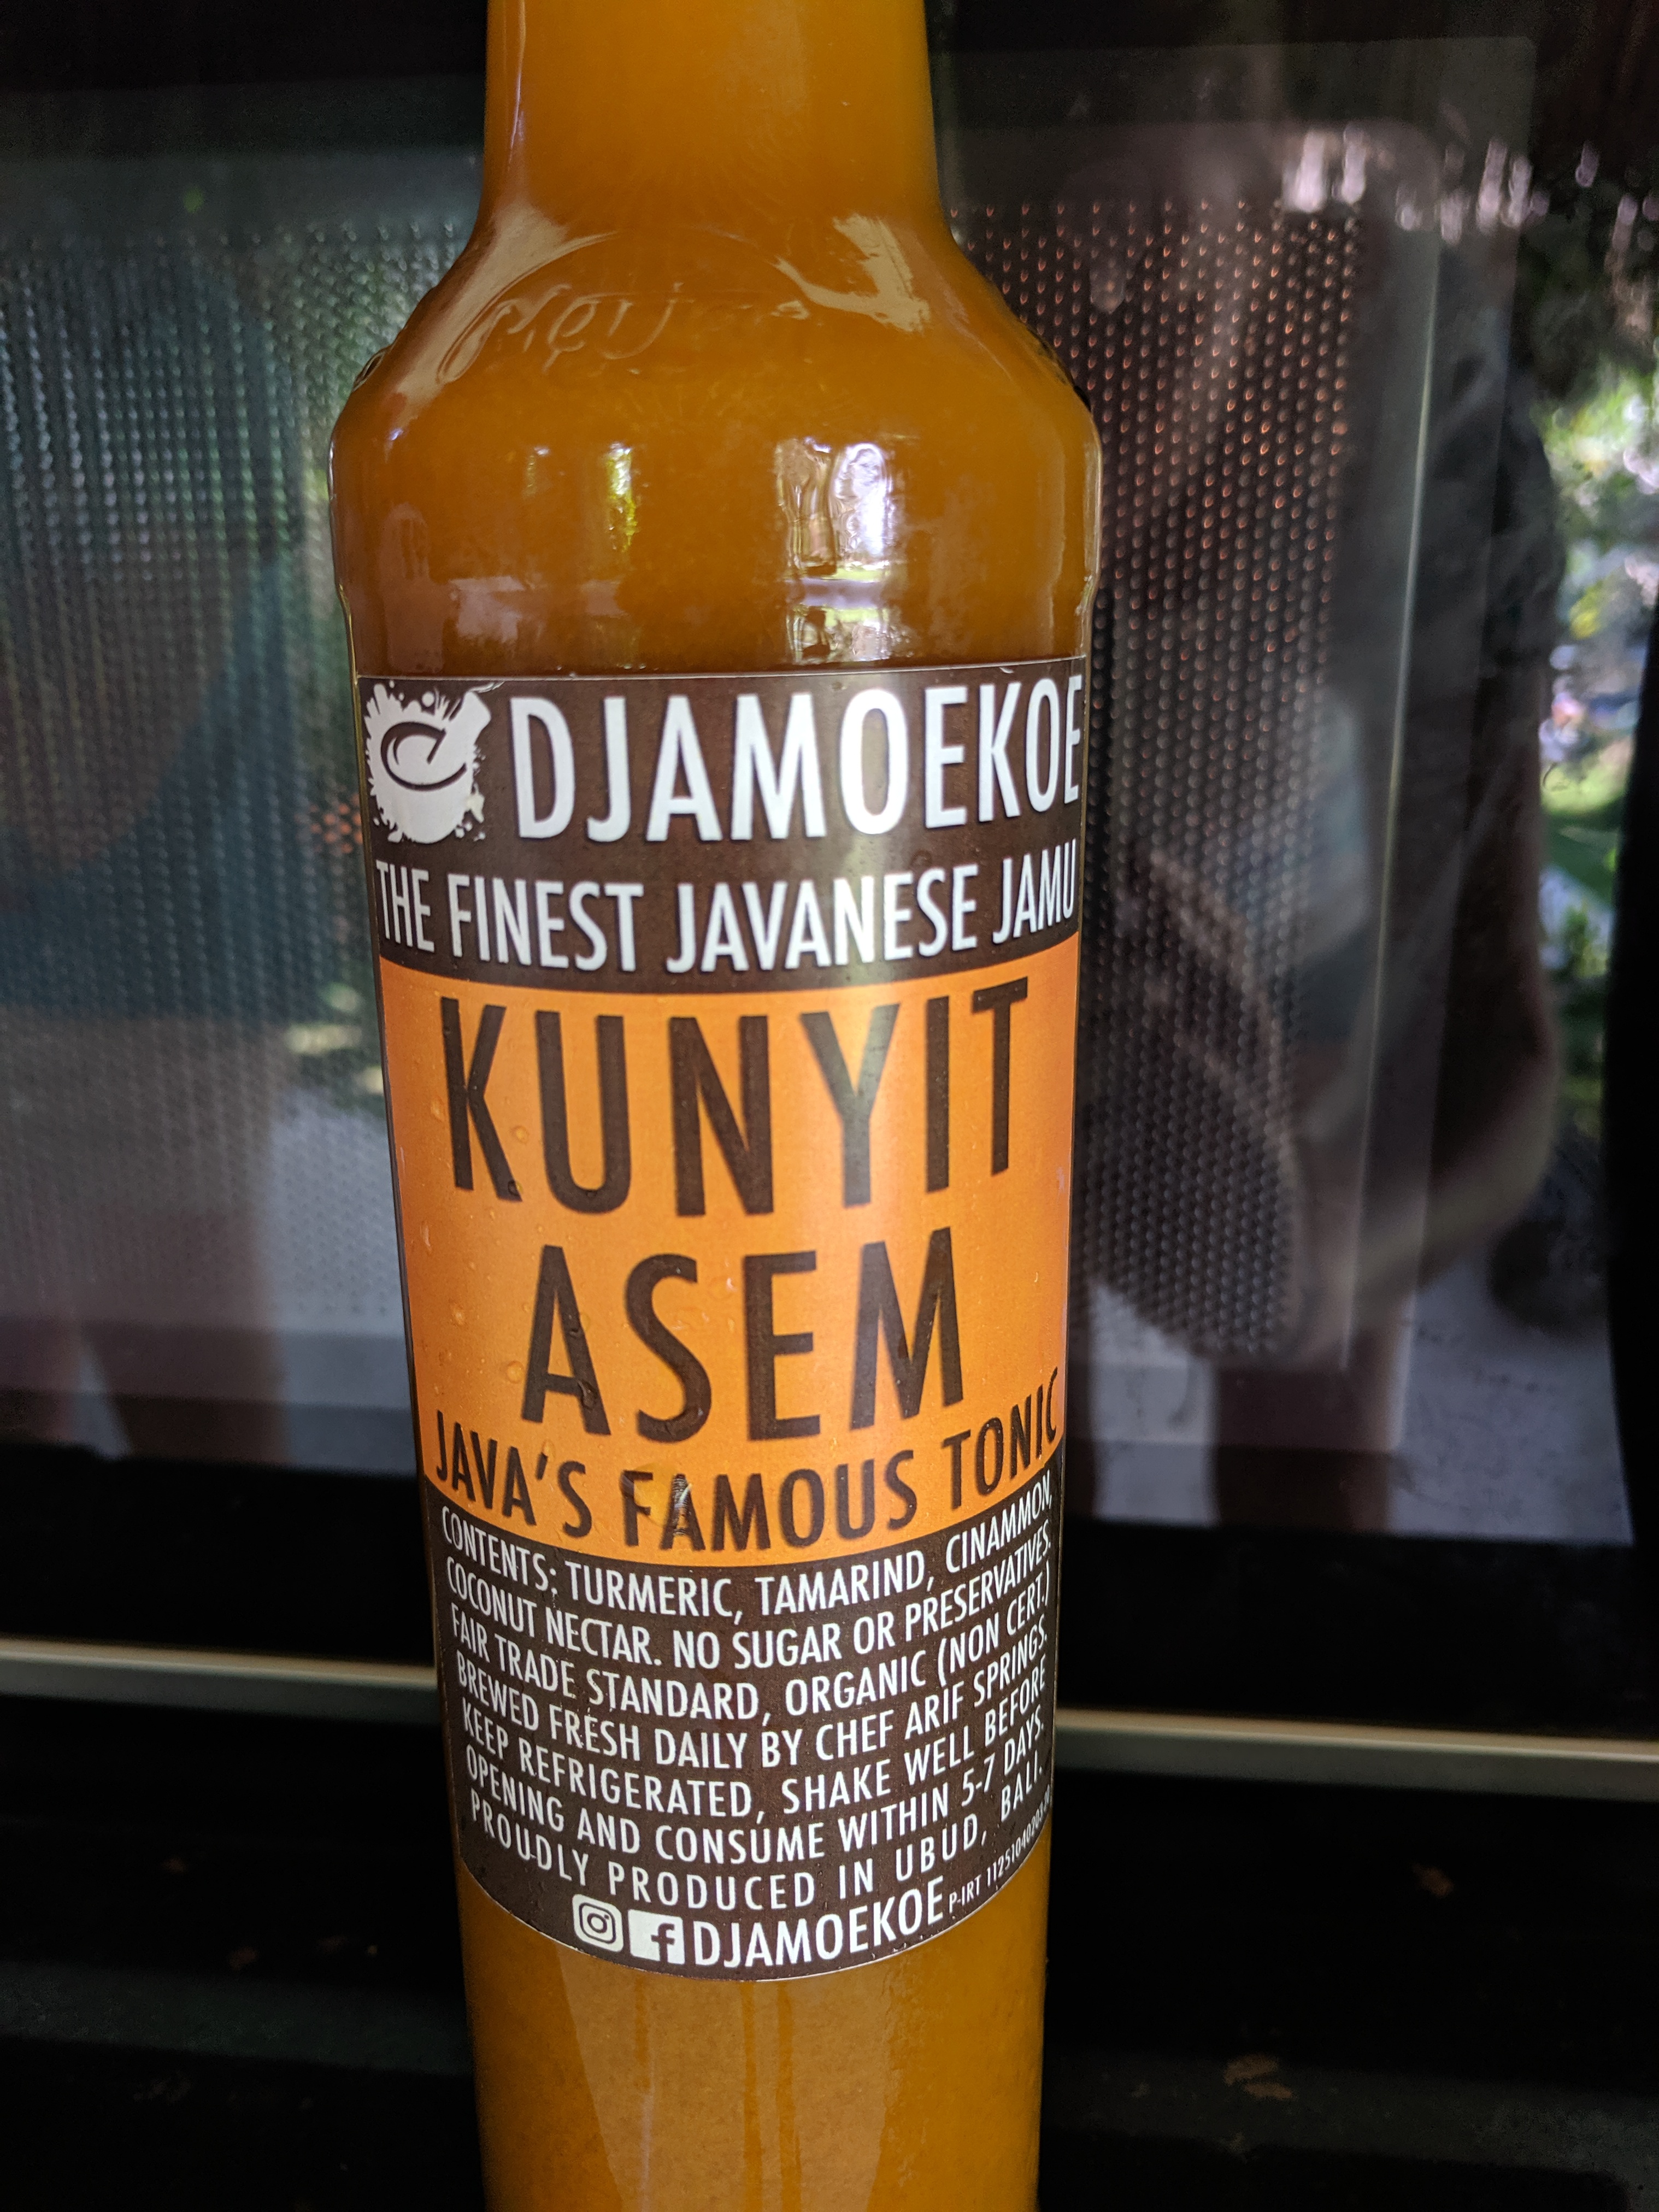 DJAMOEKOE
THE FINEST JAVANESE JAMU
KUNYIT
ASEM
JAVA'S FAMOUS TONIC
CONTENTS: TURMERIC, TAMARIND, CINAMMON,
COCONUT NECTAR. NO SUGAR OR PRESERVATIVES.
FAIR TRADE STANDARD, ORGANIC (NON CERT.)
BREWED FRESH DAILY BY CHEF ARIF SPRINGS.
KEEP REFRIGERATED, SHAKE WELL BEFORE
OPENING AND CONSUME WITHIN 5-7 DAYS.
PROUDLY PRODUCED IN UBUD, BALI.
DJAMOEKOE P-IRT